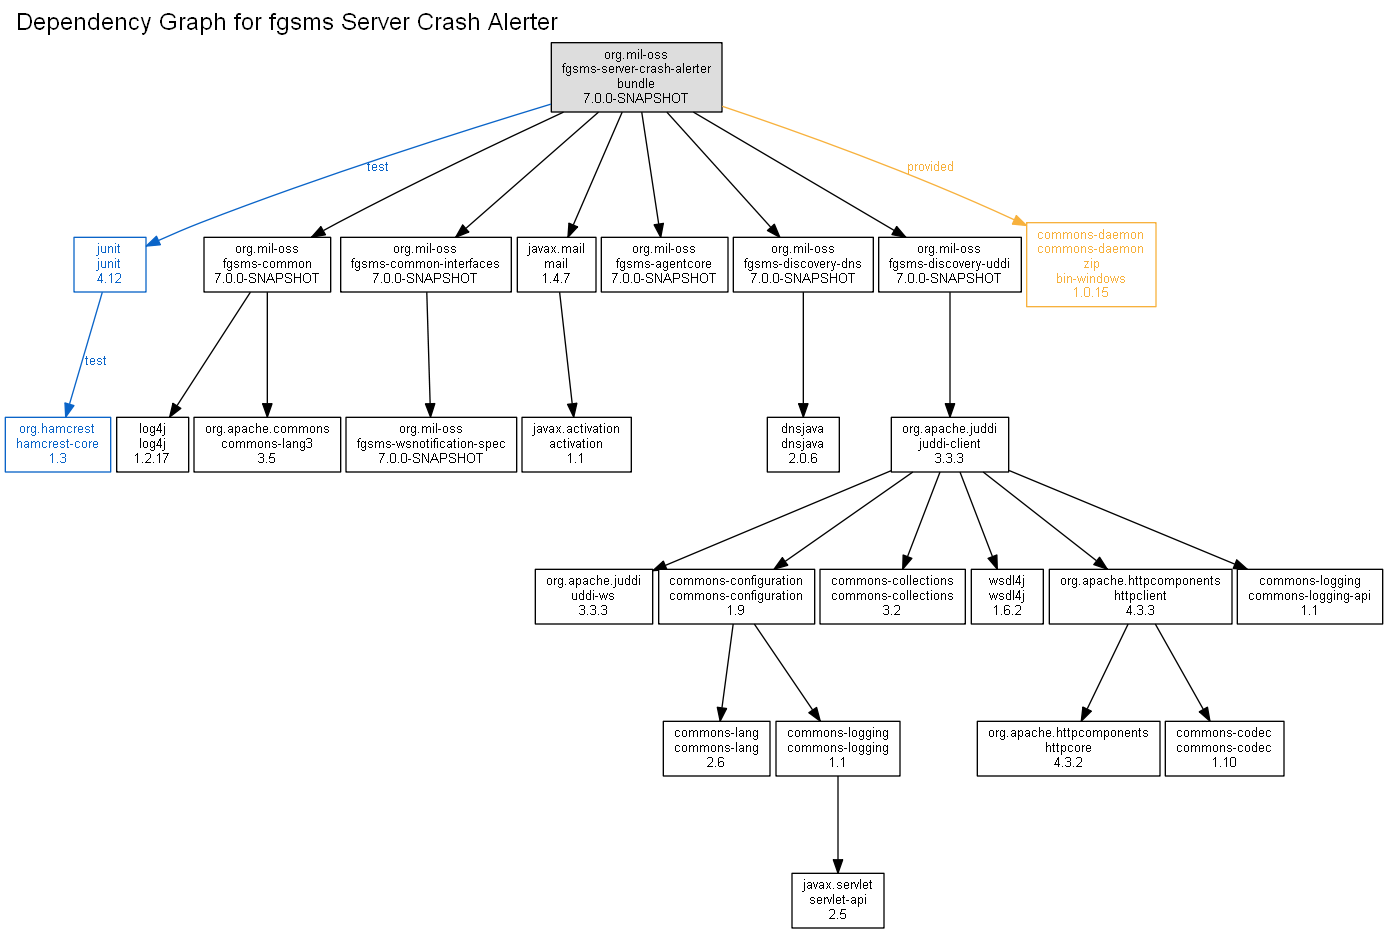 Dependency Graph for fgsms Server Crash Alerter
org.mil-oss
fgsms-server-crash-alerter
bundle
7.0.0-SNAPSHOT
test
provided
junit
junit
4.12
org.mil-oss
fgsms-common
7.0.0-SNAPSHOT
org.mil-oss
fgsms-common-interfaces
7.0.0-SNAPSHOT
javax.mail
mail
1.4.7
org.mil-oss
fgsms-agentcore
7.0.0-SNAPSHOT
org.mil-oss
fgsms-discovery-dns
7.0.0-SNAPSHOT
org.mil-oss
fgsms-discovery-uddi
7.0.0-SNAPSHOT
commons-daemon
commons-daemon
zip
bin-windows
1.0.15
test
org.hamcrest
hamcrest-core
1.3
log4j
log4j
1.2.17
org.apache.commons
commons-lang3
3.5
org.mil-oss
fgsms-wsnotification-spec
7.0.0-SNAPSHOT
javax.activation
activation
1.1
dnsjava
dnsjava
2.0.6
org.apache.juddi
juddi-client
3.3.3
org.apache.juddi
uddi-ws
3.3.3
commons-configuration
commons-configuration
1.9
commons-collections
commons-collections
3.2
wsdl4j
wsdl4j
1.6.2
org.apache.httpcomponents
httpclient
4.3.3
commons-logging
commons-logging-api
1.1
commons-lang
commons-lang
2.6
commons-logging
commons-logging
1.1
org.apache.httpcomponents
httpcore
4.3.2
commons-codec
commons-codec
1.10
javax.servlet
servlet-api
2.5